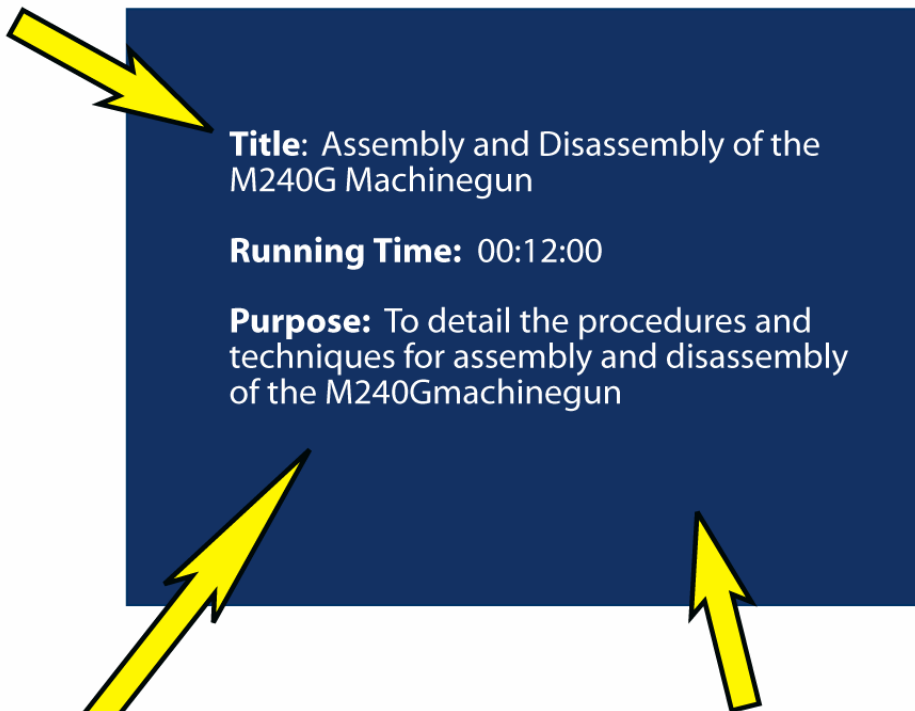 Title: Assembly and Disassembly of the
M240G Machinegun
Running Time: 00:12:00
Purpose: To detail the procedures and
techniques for assembly and disassembly
of the M240Gmachinegun